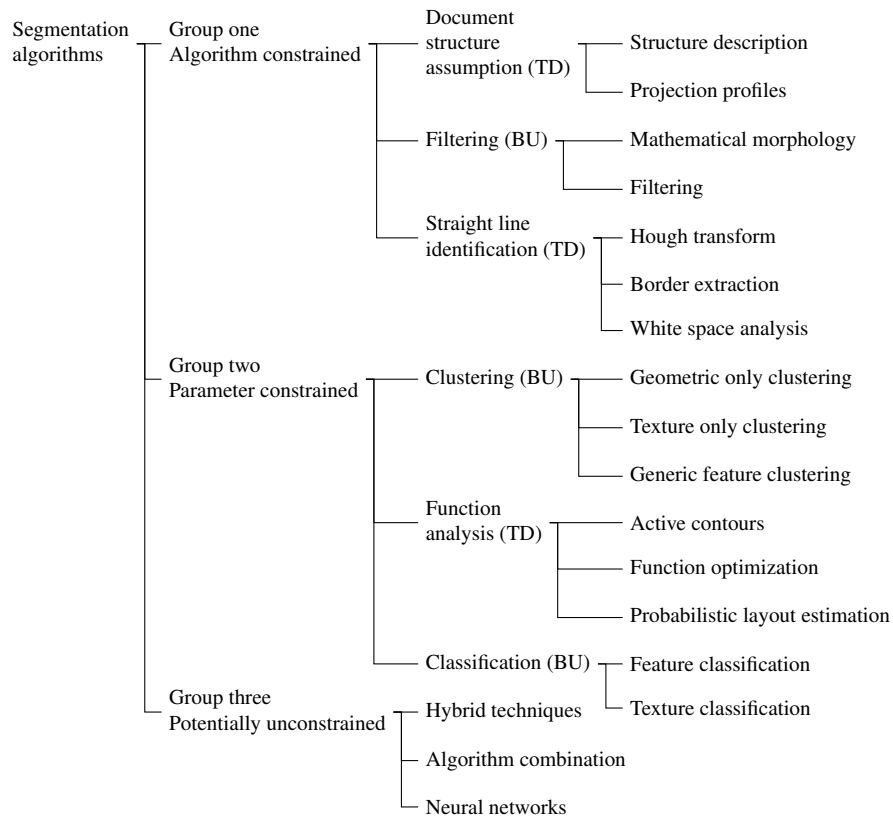 Segmentation
algorithms
Group one
Algorithm constrained
Document
structure
assumption (TD)
Structure description
Projection profiles
Filtering (BU)
Mathematical morphology
Filtering
Straight line
identification (TD)
Hough transform
Border extraction
White space analysis
Group two
Parameter constrained
Clustering (BU)
Geometric only clustering
Texture only clustering
Generic feature clustering
Function
analysis (TD)
Active contours
Function optimization
Probabilistic layout estimation
Classification (BU)
Feature classification
Texture classification
Group three
Potentially unconstrained
Hybrid techniques
Algorithm combination
Neural networks